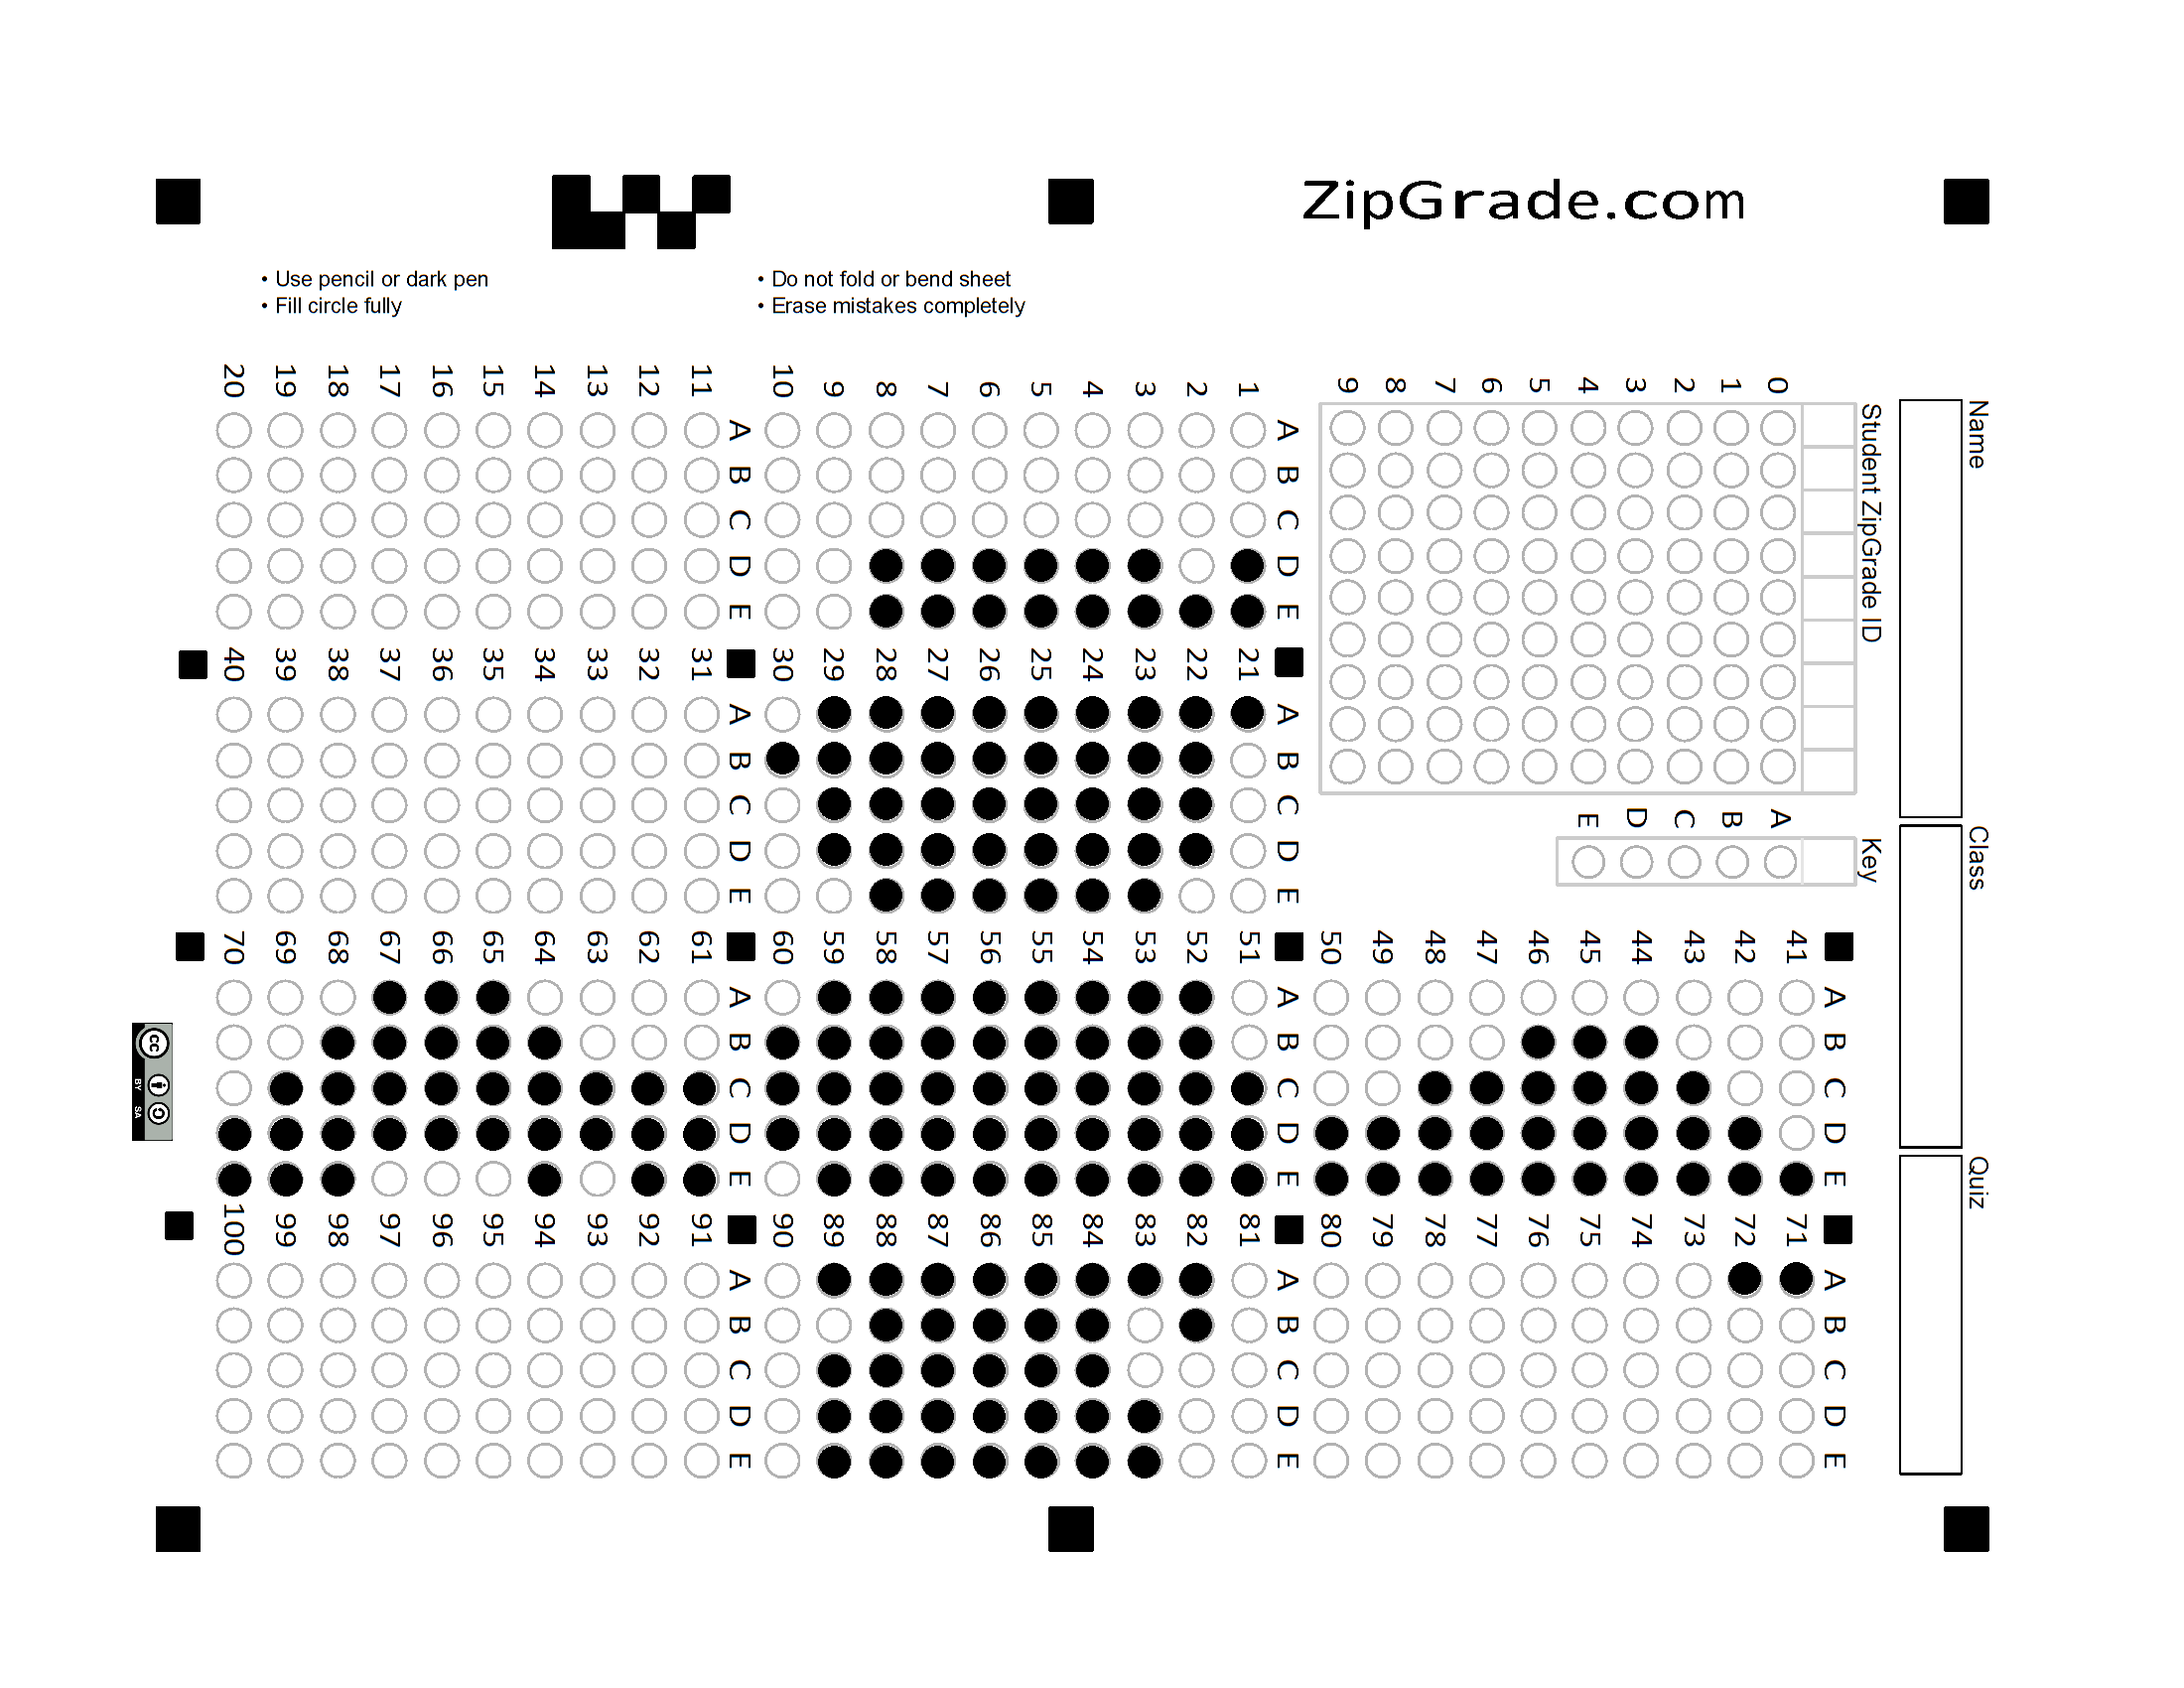 ZipGrade.com
• Use pencil or dark pen
• Fill circle fully
• Do not fold or bend sheet
• Erase mistakes completely
Name
Class
Quiz
Student ZipGrade ID
0 1 2 3 4 5 6 7 8 9
Key
A B C D E
A B C D E
1 2 3 4 5 6 7 8 9 10
A B C D E
11 12 13 14 15 16 17 18 19 20
A B C D E
21 22 23 24 25 26 27 28 29 30
A B C D E
31 32 33 34 35 36 37 38 39 40
A B C D E
41 42 43 44 45 46 47 48 49 50
A B C D E
51 52 53 54 55 56 57 58 59 60
A B C D E
61 62 63 64 65 66 67 68 69 70
A B C D E
71 72 73 74 75 76 77 78 79 80
A B C D E
81 82 83 84 85 86 87 88 89 90
A B C D E
91 92 93 94 95 96 97 98 99 100
cc BY SA